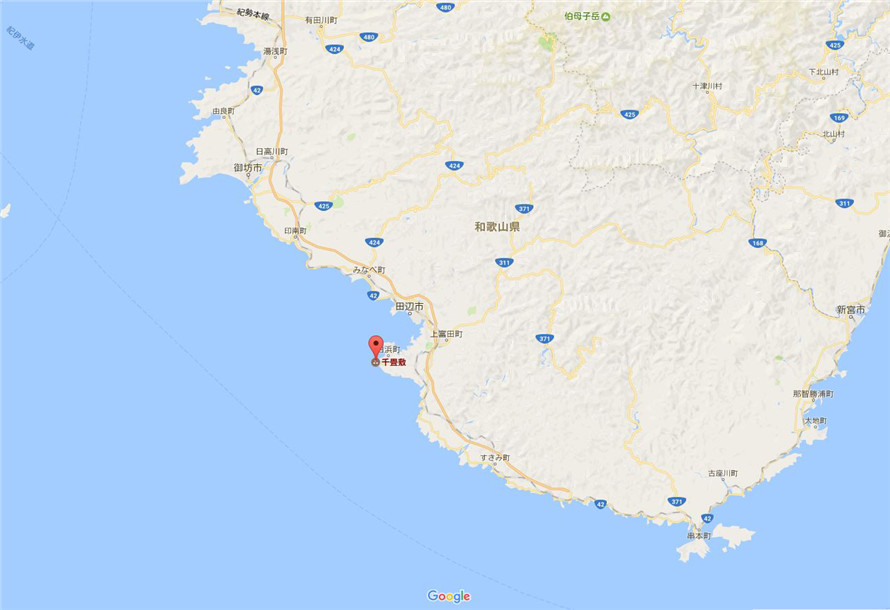 紀勢本線
有田川町
480
伯母子岳
紀伊水道
480
424
425
湯浅町
下北山村
42
十津川村
由良町
425
169
北山村
日高川町
424
御坊市
425
371
311
和歌山県
印南町
424
168
みなべ町
311
42
田辺市
新宮市
上富田町
371
浜町
千畳敷
那智勝浦町
太地町
すさみ町
古座川町
42
371
42
串本町
Google